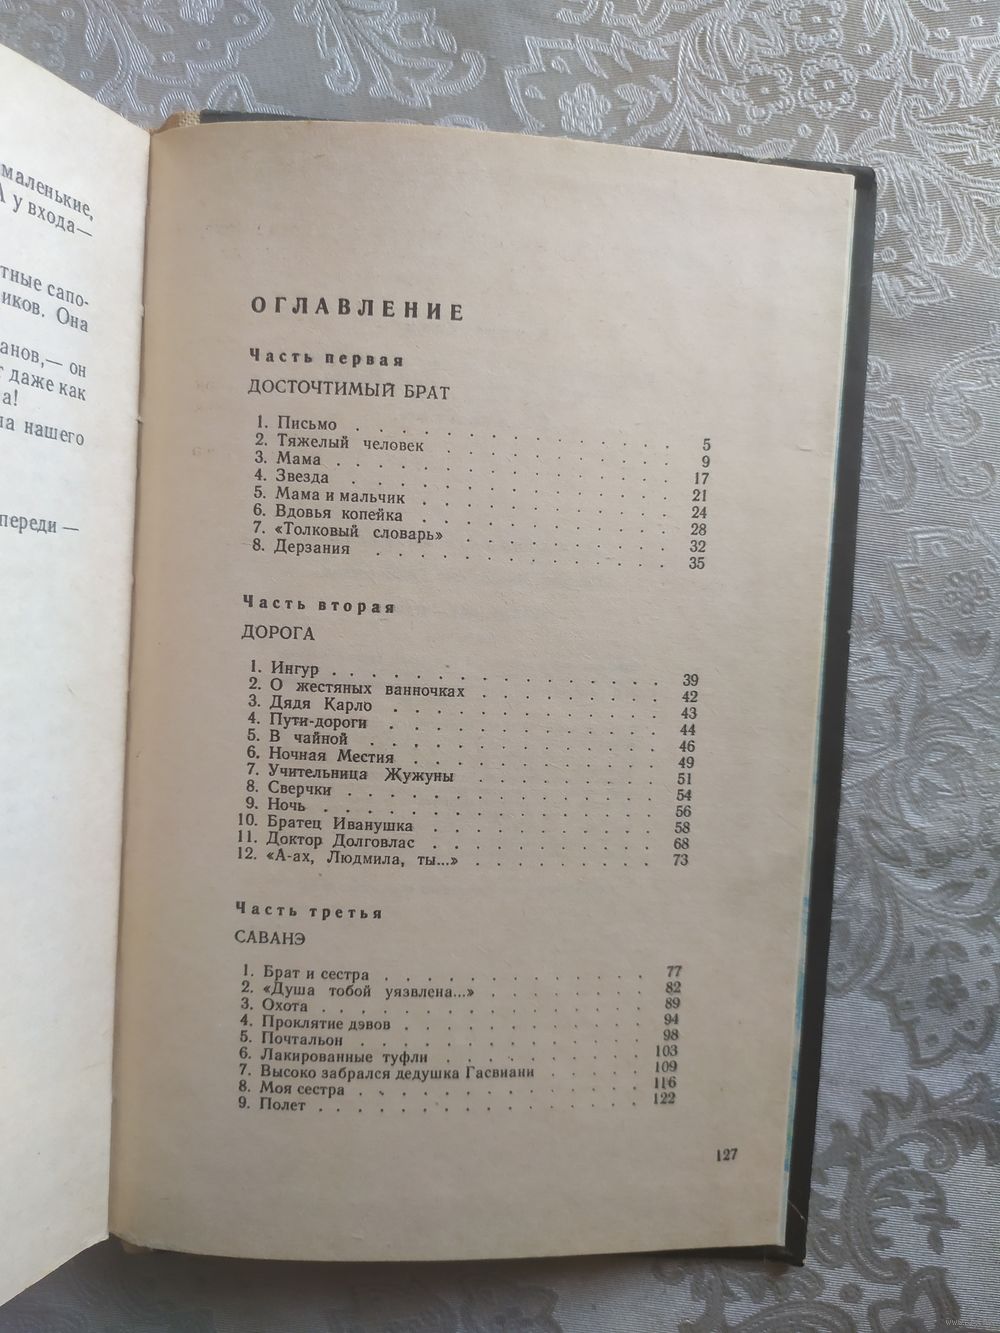 маленькие,
А у входа—
тные сапо-
иков. Она
анов,— он
т даже как
а!
ла нашего
переди —
ОГЛАВЛЕНИЕ
Часть первая
ДОСТОЧТИМЫЙ БРАТ
1. Письмо . . . . . . . . . . . . 5
2. Тяжелый человек . . . . . . . . . 9
3. Мама . . . . . . . . . . . . 17
4. Звезда . . . . . . . . . . . . 21
5. Мама и мальчик . . . . . . . . . 24
6. Вдовья копейка . . . . . . . . . 28
7. «Толковый словарь» . . . . . . . . 32
8. Дерзания . . . . . . . . . . . 35
Часть вторая
ДОРОГА
1. Ингур . . . . . . . . . . . . 39
2. О жестяных ванночках . . . . . . . 42
3. Дядя Карло . . . . . . . . . . 43
4. Пути-дороги . . . . . . . . . . 44
5. В чайной . . . . . . . . . . . 46
6. Ночная Местия . . . . . . . . . 49
7. Учительница Жужуны . . . . . . . 51
8. Сверчки . . . . . . . . . . . 54
9. Ночь . . . . . . . . . . . . 56
10. Братец Иванушка . . . . . . . . . 58
11. Доктор Долговлас . . . . . . . . 68
12. «А-ах, Людмила, ты...» . . . . . . . 73
Часть третья
САВАНЭ
1. Брат и сестра . . . . . . . . . . 77
2. «Душа тобой уязвлена...» . . . . . . 82
3. Охота . . . . . . . . . . . . 89
4. Проклятие дэвов . . . . . . . . . 94
5. Почтальон . . . . . . . . . . . 98
6. Лакированные туфли . . . . . . . . 103
7. Высоко забрался дедушка Гасвиани . . . . 109
8. Моя сестра . . . . . . . . . . 116
9. Полет . . . . . . . . . . . . 122
127